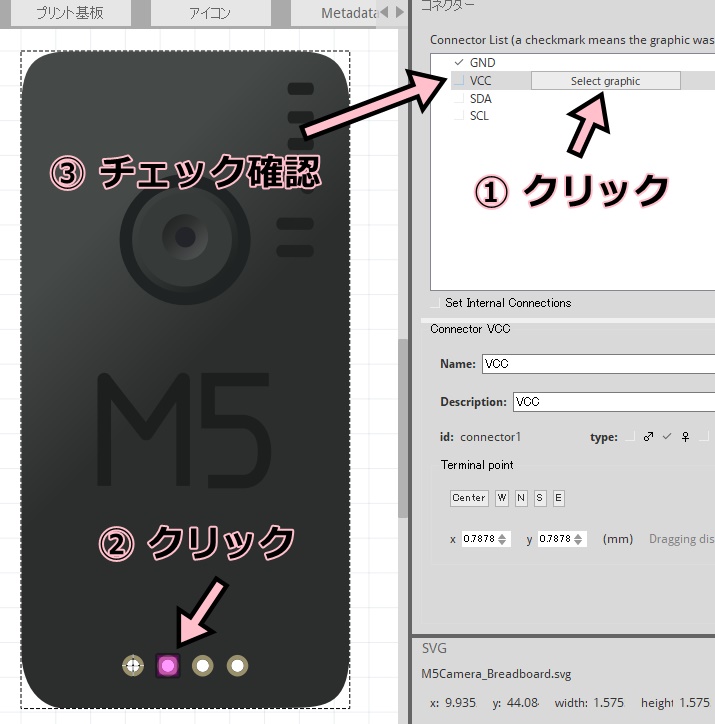 プリント基板
アイコン
Metadata
コネクター
Connector List (a checkmark means the graphic was
GND
VCC
Select graphic
SDA
SCL
③ チェック確認
① クリック
Set Internal Connections
Connector VCC
Name: VCC
Description: VCC
id: connector1 type: ♂ ♀
Terminal point
Center W N S E
x 0.7878 y 0.7878 (mm) Dragging dis
M5
② クリック
SVG
M5Camera_Breadboard.svg
x: 9.935 y: 44.08 width: 1.575 height 1.575